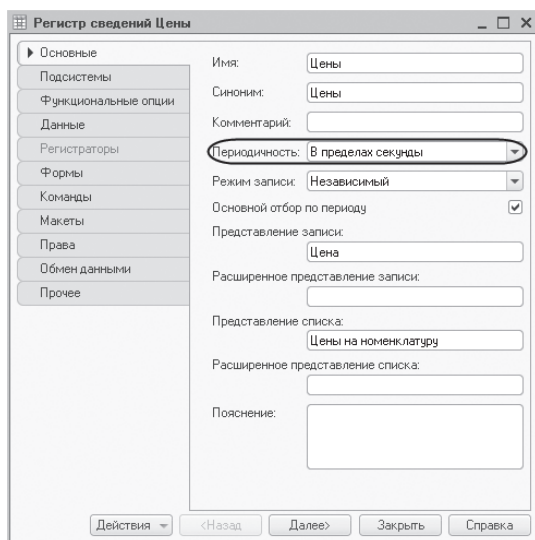 Регистр сведений Цены
Основные
Подсистемы
Функциональные опции
Данные
Регистраторы
Формы
Команды
Макеты
Права
Обмен данными
Прочее
Имя: Цены
Синоним: Цены
Комментарий:
Периодичность: В пределах секунды
Режим записи: Независимый
Основной отбор по периоду
Представление записи:
Цена
Расширенное представление записи:
Представление списка:
Цены на номенклатуру
Расширенное представление списка:
Пояснение:
Действия <Назад Далее> Закрыть Справка